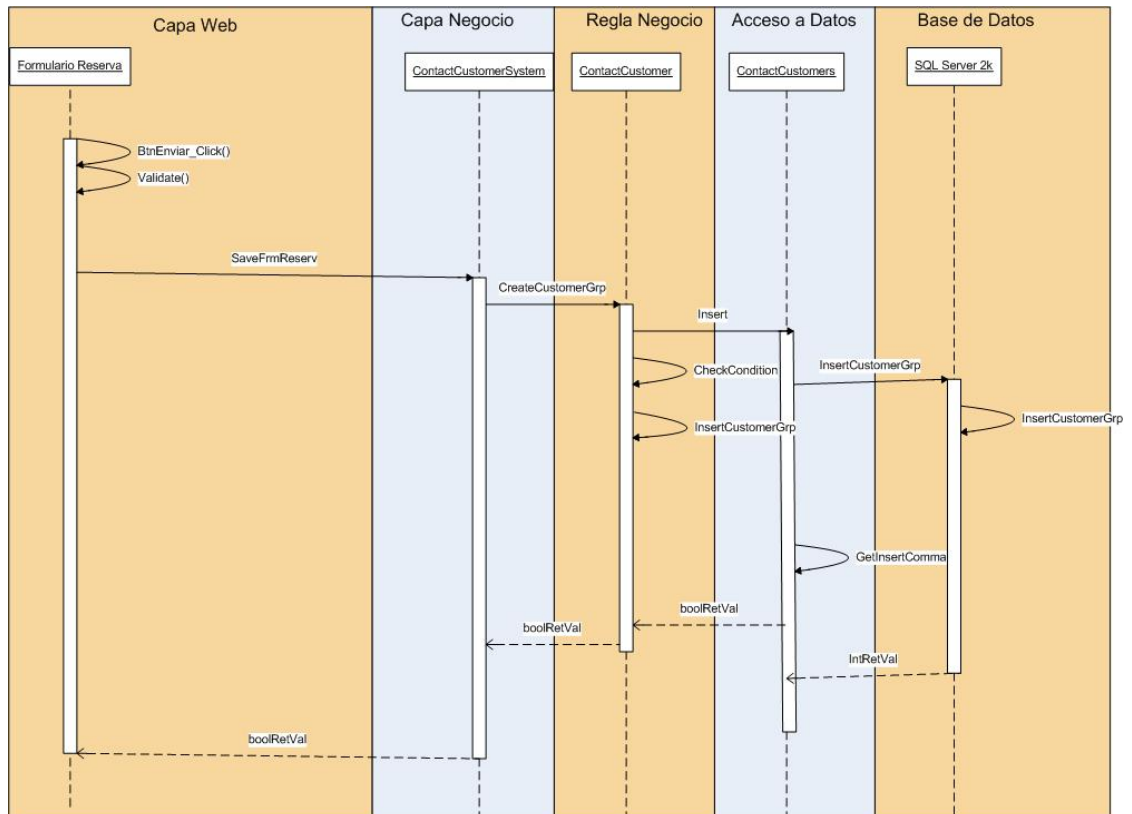 Capa Web
Capa Negocio
Regla Negocio
Acceso a Datos
Base de Datos
Formulario Reserva
ContactCustomerSystem
ContactCustomer
ContactCustomers
SQL Server 2k
BtnEnviar_Click()
Validate()
SaveFrmReserv
CreateCustomerGrp
Insert
CheckCondition
InsertCustomerGrp
InsertCustomerGrp
InsertCustomerGrp
GetInsertComma
boolRetVal
boolRetVal
IntRetVal
boolRetVal